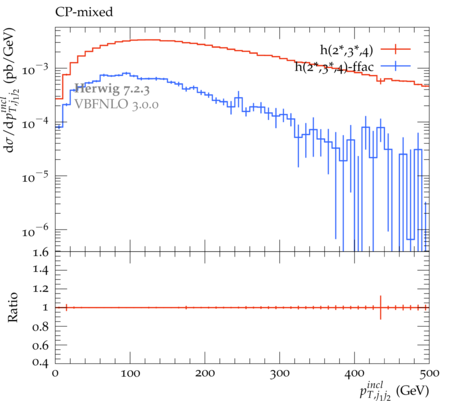 CP-mixed
h(2*,3*,4)
h(2*,3*,4)-ffac
Herwig 7.2.3
VBFNLO 3.0.0
dσ/dp^{incl}_{T,j₁j₂} (pb/GeV)
10⁻³
10⁻⁴
10⁻⁵
10⁻⁶
Ratio
1.6
1.4
1.2
1
0.8
0.6
0.4
0 100 200 300 400 500
p^{incl}_{T,j₁j₂} (GeV)